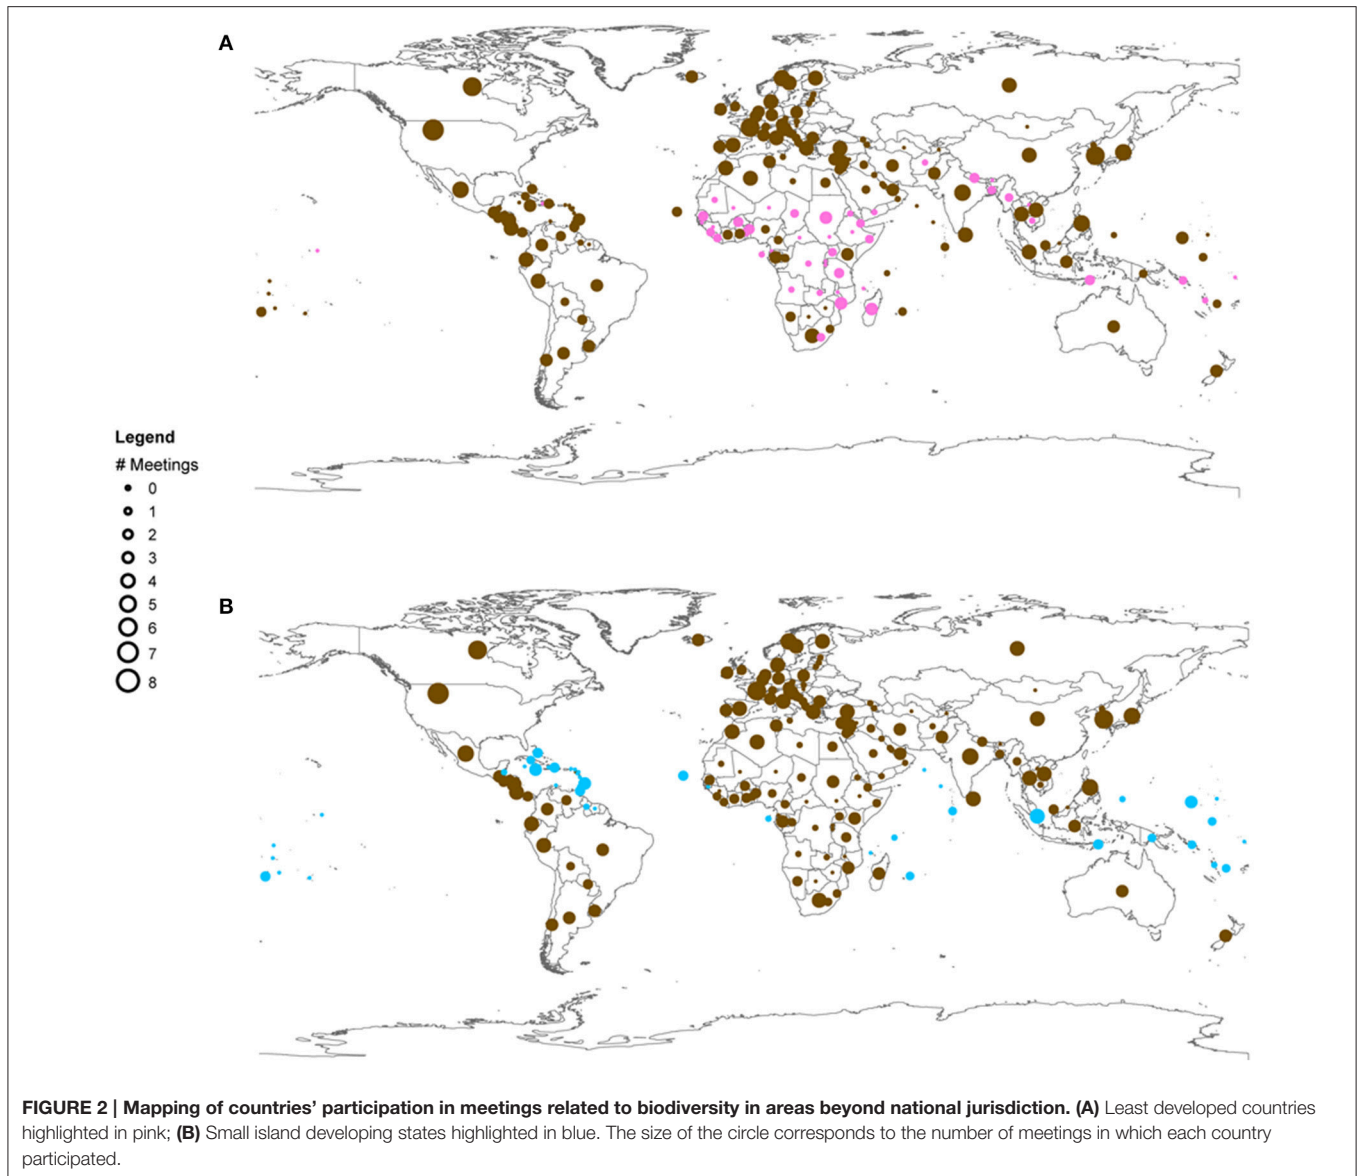 A
Legend
# Meetings
0
1
2
3
4
5
6
7
8
B
FIGURE 2 | Mapping of countries’ participation in meetings related to biodiversity in areas beyond national jurisdiction. (A) Least developed countries
highlighted in pink; (B) Small island developing states highlighted in blue. The size of the circle corresponds to the number of meetings in which each country
participated.